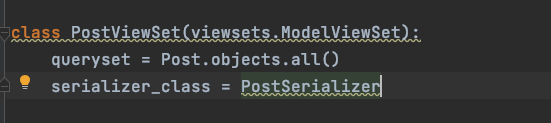 class PostViewSet(viewsets.ModelViewSet):
    queryset = Post.objects.all()
    serializer_class = PostSerializer